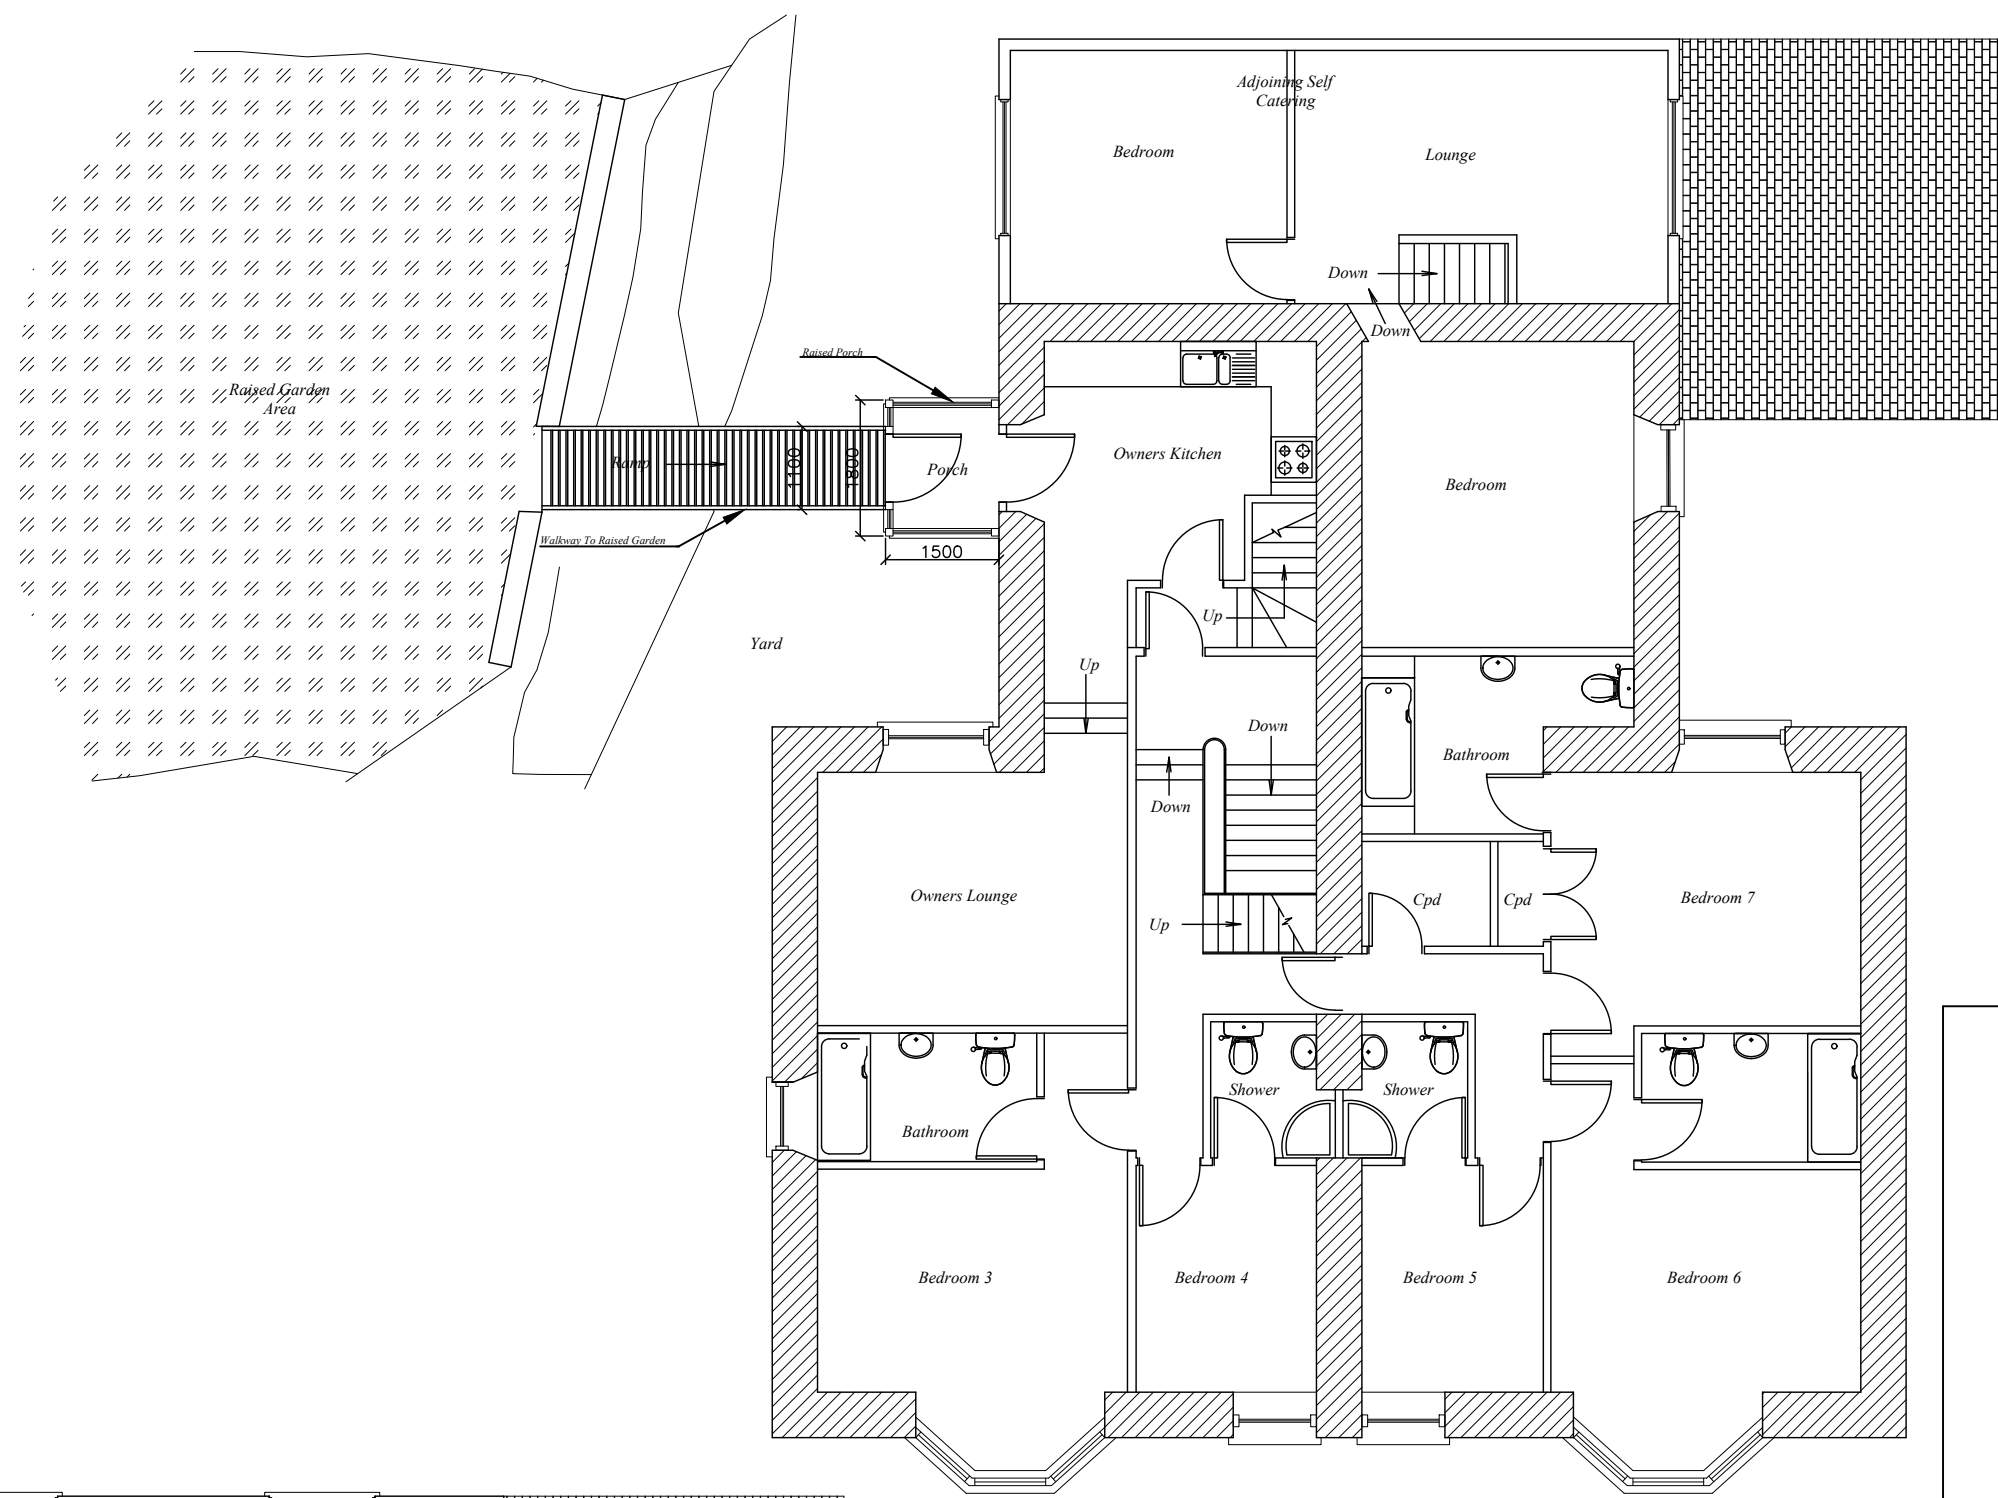 Adjoining Self
Catering
Bedroom
Lounge
Down
Down
Raised Porch
Raised Garden
Area
Ramp
1100
1800
Porch
Owners Kitchen
Bedroom
Walkway To Raised Garden
1500
Up
Yard
Up
Down
Bathroom
Down
Owners Lounge
Cpd
Cpd
Bedroom 7
Up
Shower
Shower
Bathroom
Bedroom 3
Bedroom 4
Bedroom 5
Bedroom 6